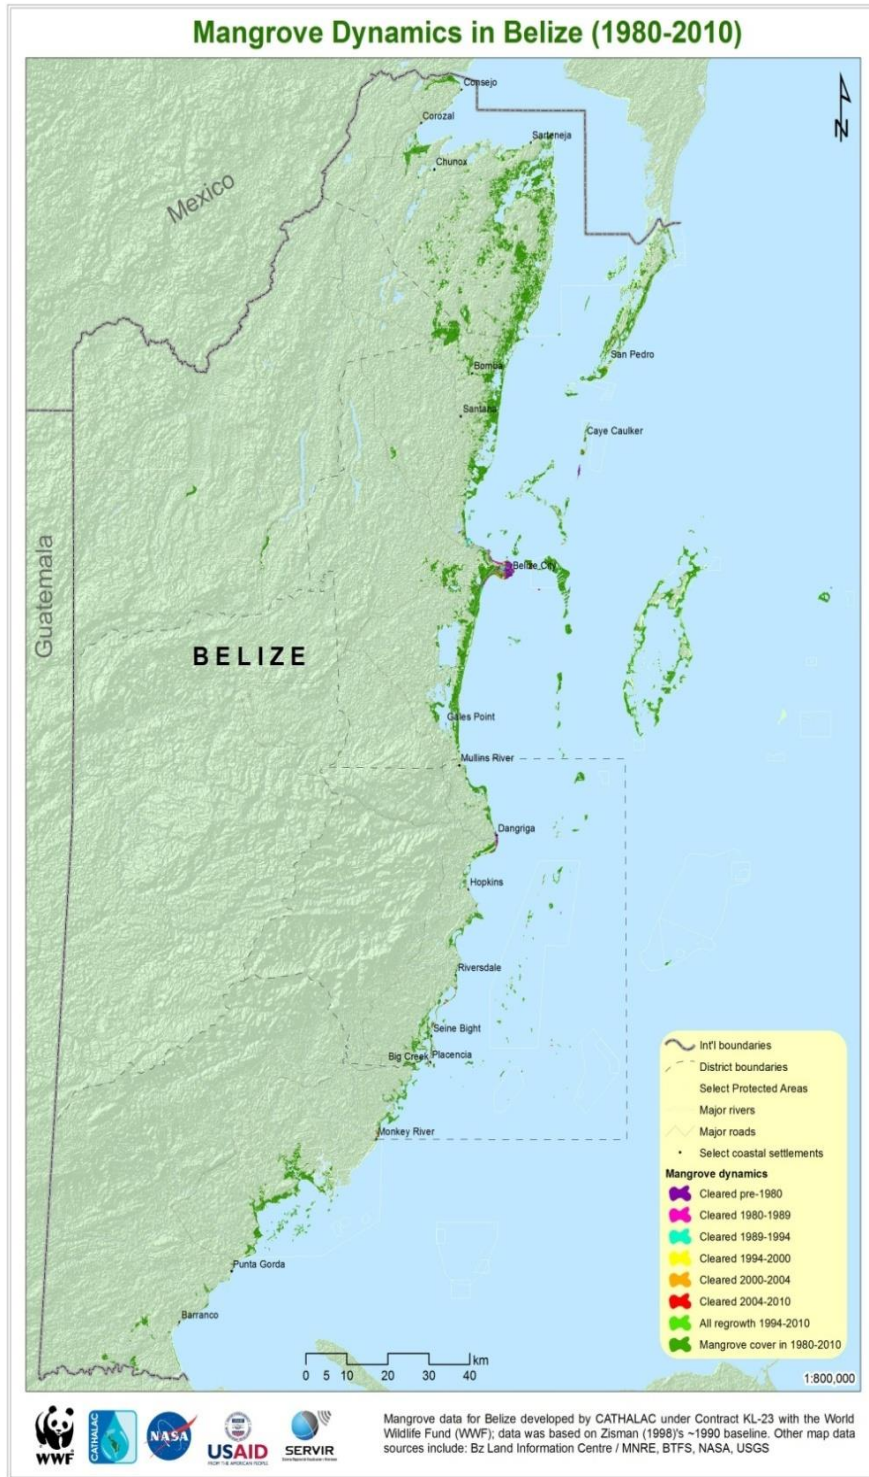 Mangrove Dynamics in Belize (1980-2010)
Consejo
Corozal
Sarteneja
Chunox
Mexico
San Pedro
Bomba
Santana
Caye Caulker
Guatemala
Belize City
BELIZE
Gales Point
Mullins River
Dangriga
Hopkins
Riversdale
Seine Bight
Big Creek
Placencia
Monkey River
Punta Gorda
Barranco
N
Int'l boundaries
District boundaries
Select Protected Areas
Major rivers
Major roads
Select coastal settlements
Mangrove dynamics
Cleared pre-1980
Cleared 1980-1989
Cleared 1989-1994
Cleared 1994-2000
Cleared 2000-2004
Cleared 2004-2010
All regrowth 1994-2010
Mangrove cover in 1980-2010
km
0 5 10 20 30 40
1:800,000
WWF
CATHALAC
NASA
USAID
FROM THE AMERICAN PEOPLE
SERVIR
Mangrove data for Belize developed by CATHALAC under Contract KL-23 with the World
Wildlife Fund (WWF); data was based on Zisman (1998)'s ~1990 baseline. Other map data
sources include: Bz Land Information Centre / MNRE, BTFS, NASA, USGS